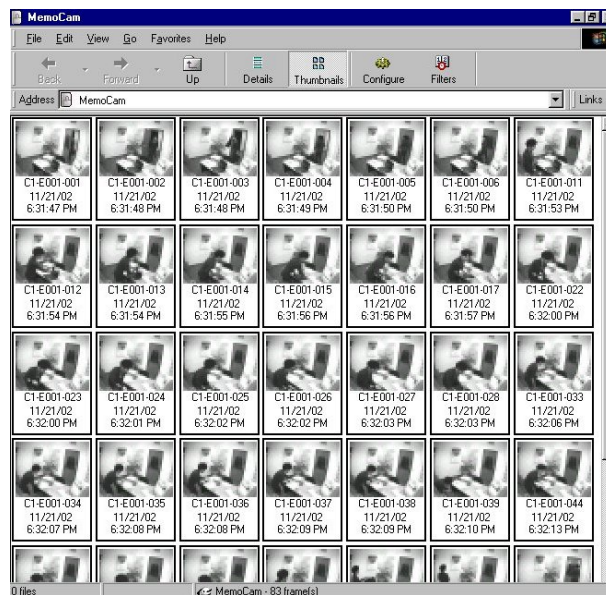 MemoCam
File Edit View Go Favorites Help
Back Forward Up Details Thumbnails Configure Filters
Address MemoCam Links
C1-E001-001 C1-E001-002 C1-E001-003 C1-E001-004 C1-E001-005 C1-E001-006 C1-E001-011
11/21/02 11/21/02 11/21/02 11/21/02 11/21/02 11/21/02 11/21/02
6:31:47 PM 6:31:48 PM 6:31:48 PM 6:31:49 PM 6:31:50 PM 6:31:50 PM 6:31:53 PM
C1-E001-012 C1-E001-013 C1-E001-014 C1-E001-015 C1-E001-016 C1-E001-017 C1-E001-022
11/21/02 11/21/02 11/21/02 11/21/02 11/21/02 11/21/02 11/21/02
6:31:54 PM 6:31:54 PM 6:31:55 PM 6:31:56 PM 6:31:56 PM 6:31:57 PM 6:32:00 PM
C1-E001-023 C1-E001-024 C1-E001-025 C1-E001-026 C1-E001-027 C1-E001-028 C1-E001-033
11/21/02 11/21/02 11/21/02 11/21/02 11/21/02 11/21/02 11/21/02
6:32:00 PM 6:32:01 PM 6:32:02 PM 6:32:02 PM 6:32:03 PM 6:32:03 PM 6:32:06 PM
C1-E001-034 C1-E001-035 C1-E001-036 C1-E001-037 C1-E001-038 C1-E001-039 C1-E001-044
11/21/02 11/21/02 11/21/02 11/21/02 11/21/02 11/21/02 11/21/02
6:32:07 PM 6:32:08 PM 6:32:08 PM 6:32:09 PM 6:32:09 PM 6:32:10 PM 6:32:13 PM
0 files MemoCam - 83 frame(s)